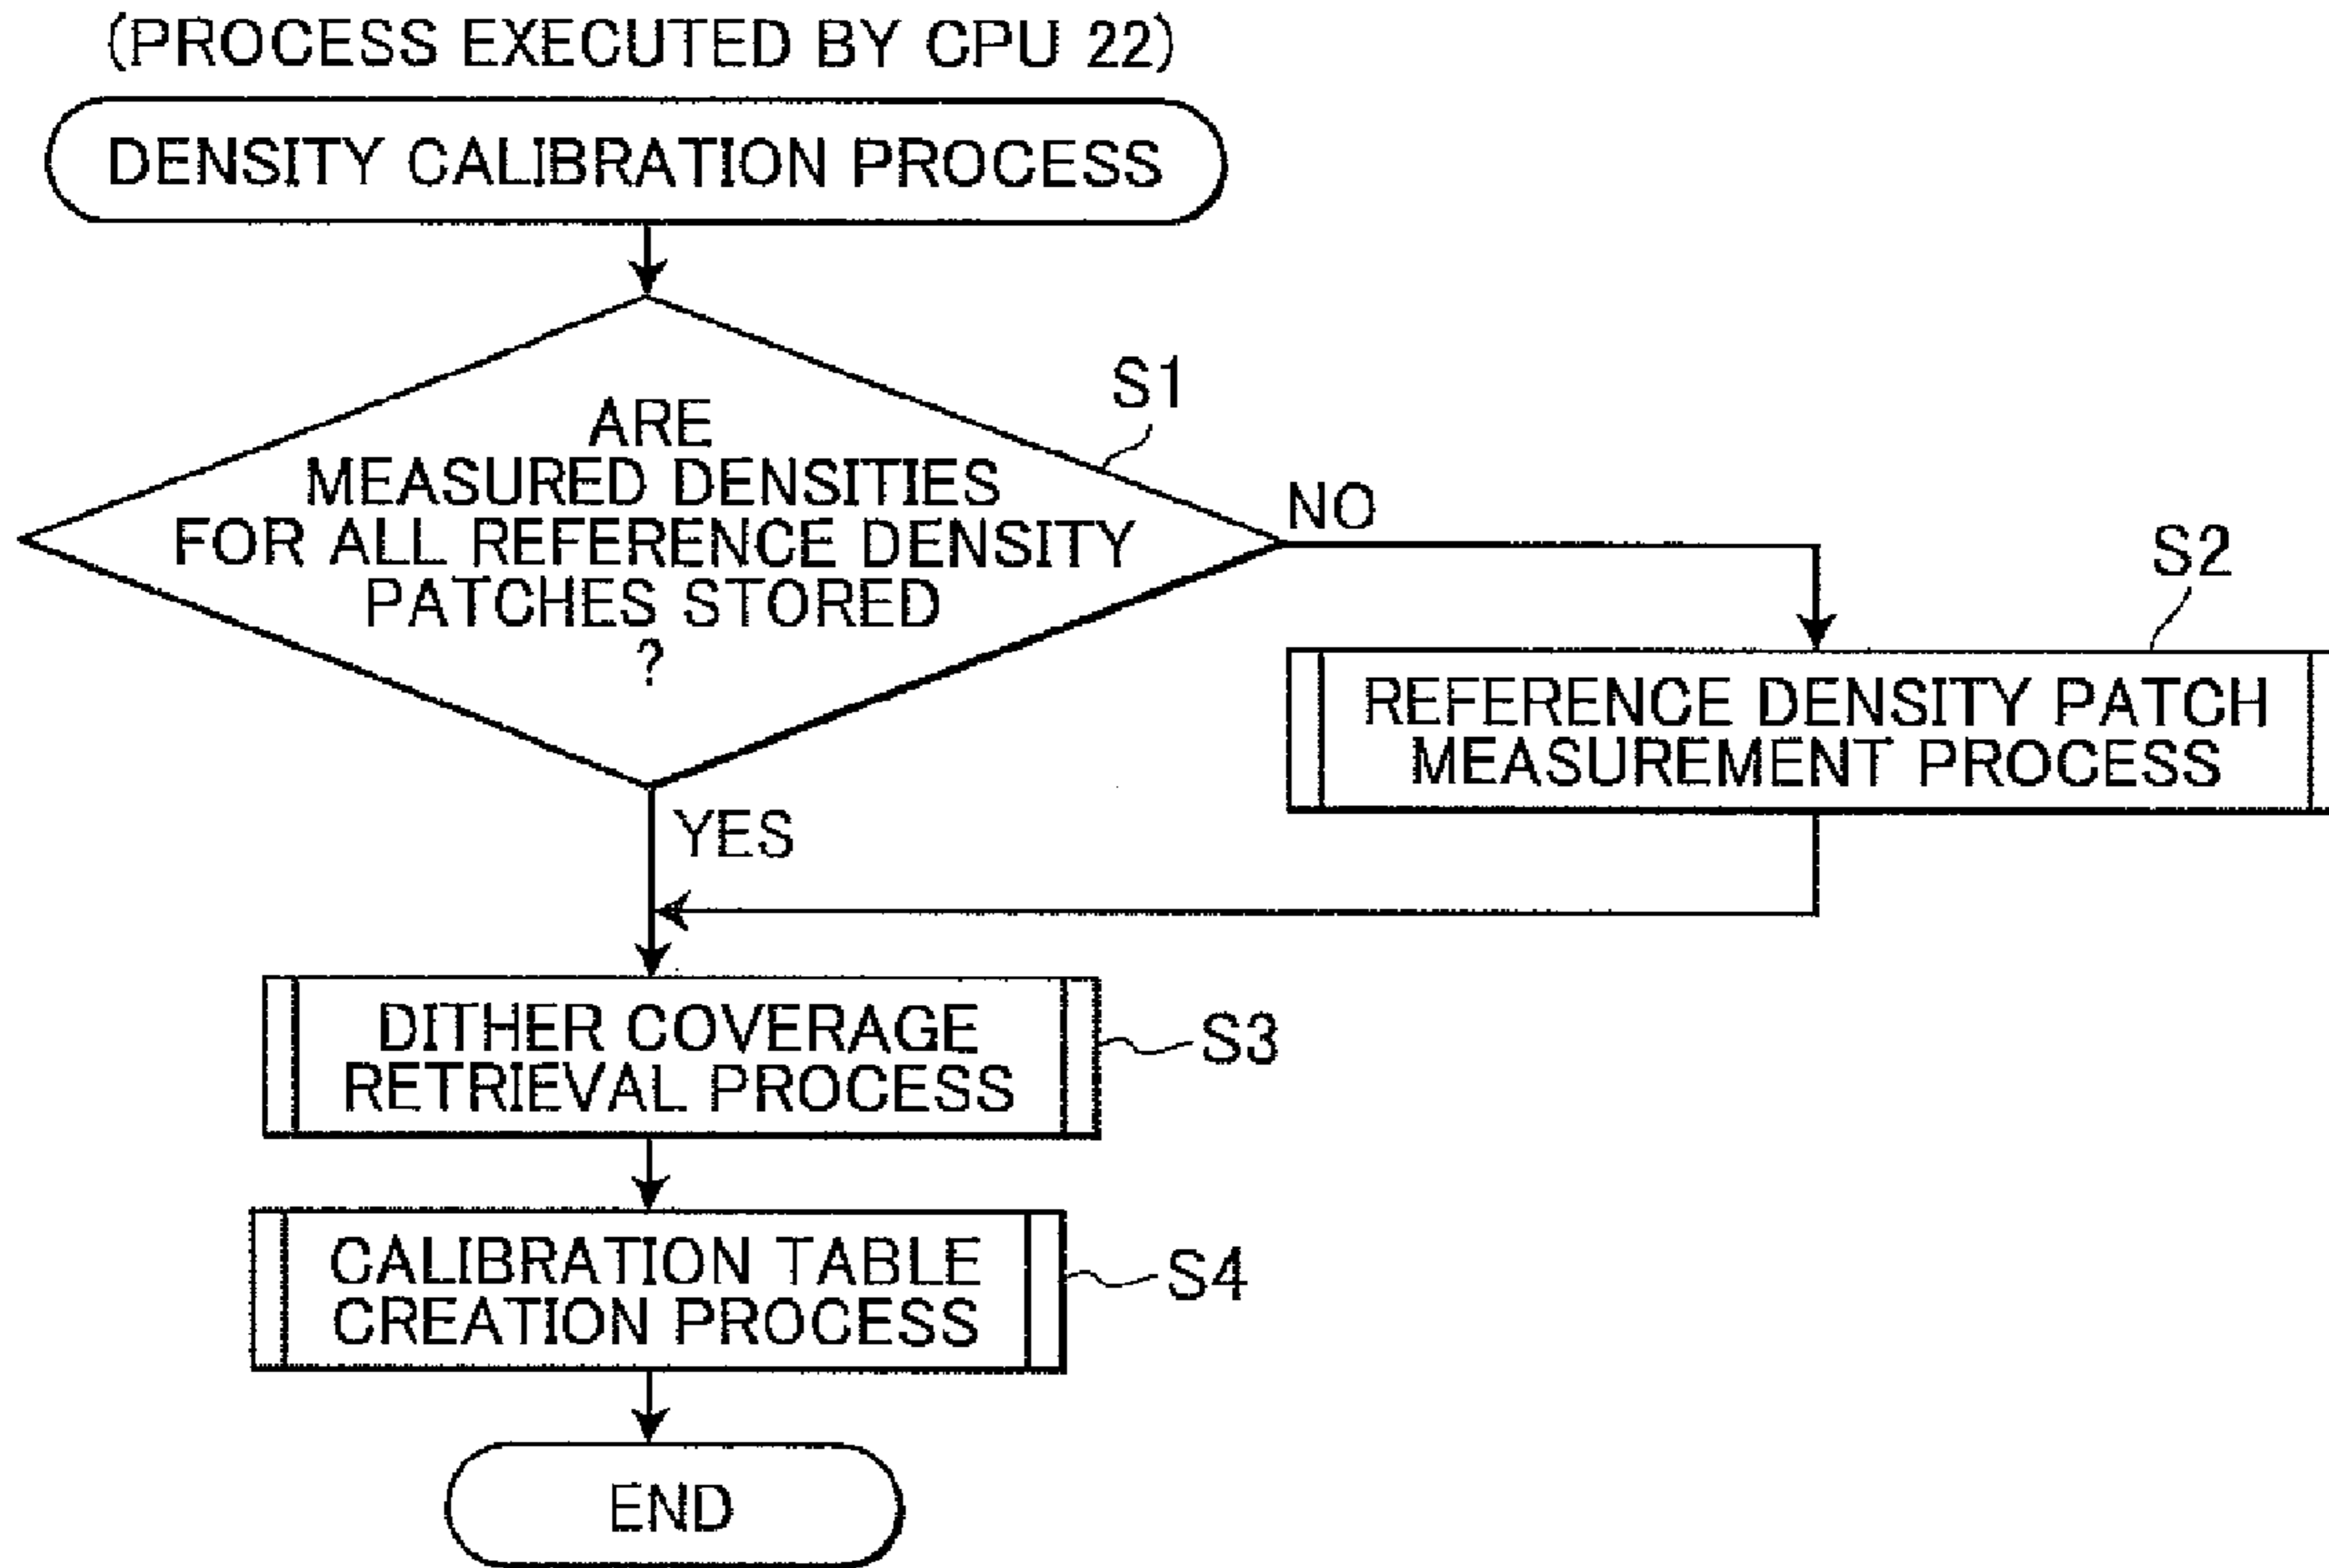 (PROCESS EXECUTED BY CPU 22)
DENSITY CALIBRATION PROCESS
S1
ARE
MEASURED DENSITIES
FOR ALL REFERENCE DENSITY
PATCHES STORED
?
NO
S2
REFERENCE DENSITY PATCH
MEASUREMENT PROCESS
YES
DITHER COVERAGE
RETRIEVAL PROCESS
S3
CALIBRATION TABLE
CREATION PROCESS
S4
END